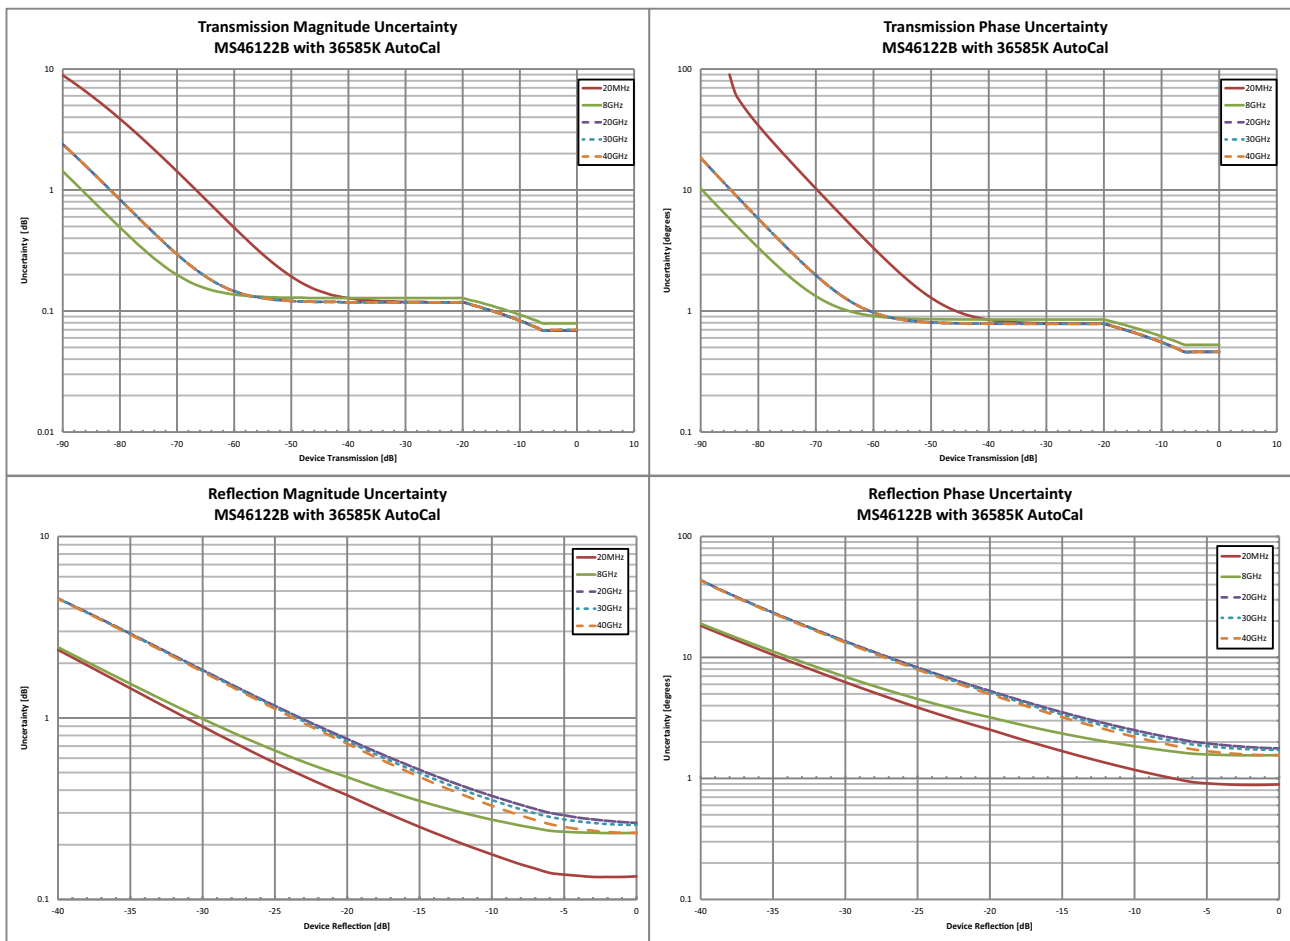 Transmission Magnitude Uncertainty
MS46122B with 36585K AutoCal
10
1
0.1
0.01
Uncertainty [dB]
-90
-80
-70
-60
-50
-40
-30
-20
-10
0
10
Device Transmission [dB]
20MHz
8GHz
20GHz
30GHz
40GHz
Transmission Phase Uncertainty
MS46122B with 36585K AutoCal
100
10
1
0.1
Uncertainty [degrees]
-90
-80
-70
-60
-50
-40
-30
-20
-10
0
10
Device Transmission [dB]
20MHz
8GHz
20GHz
30GHz
40GHz
Reflection Magnitude Uncertainty
MS46122B with 36585K AutoCal
10
1
0.1
Uncertainty [dB]
-40
-35
-30
-25
-20
-15
-10
-5
0
Device Reflection [dB]
20MHz
8GHz
20GHz
30GHz
40GHz
Reflection Phase Uncertainty
MS46122B with 36585K AutoCal
100
10
1
0.1
Uncertainty [degrees]
-40
-35
-30
-25
-20
-15
-10
-5
0
Device Reflection [dB]
20MHz
8GHz
20GHz
30GHz
40GHz